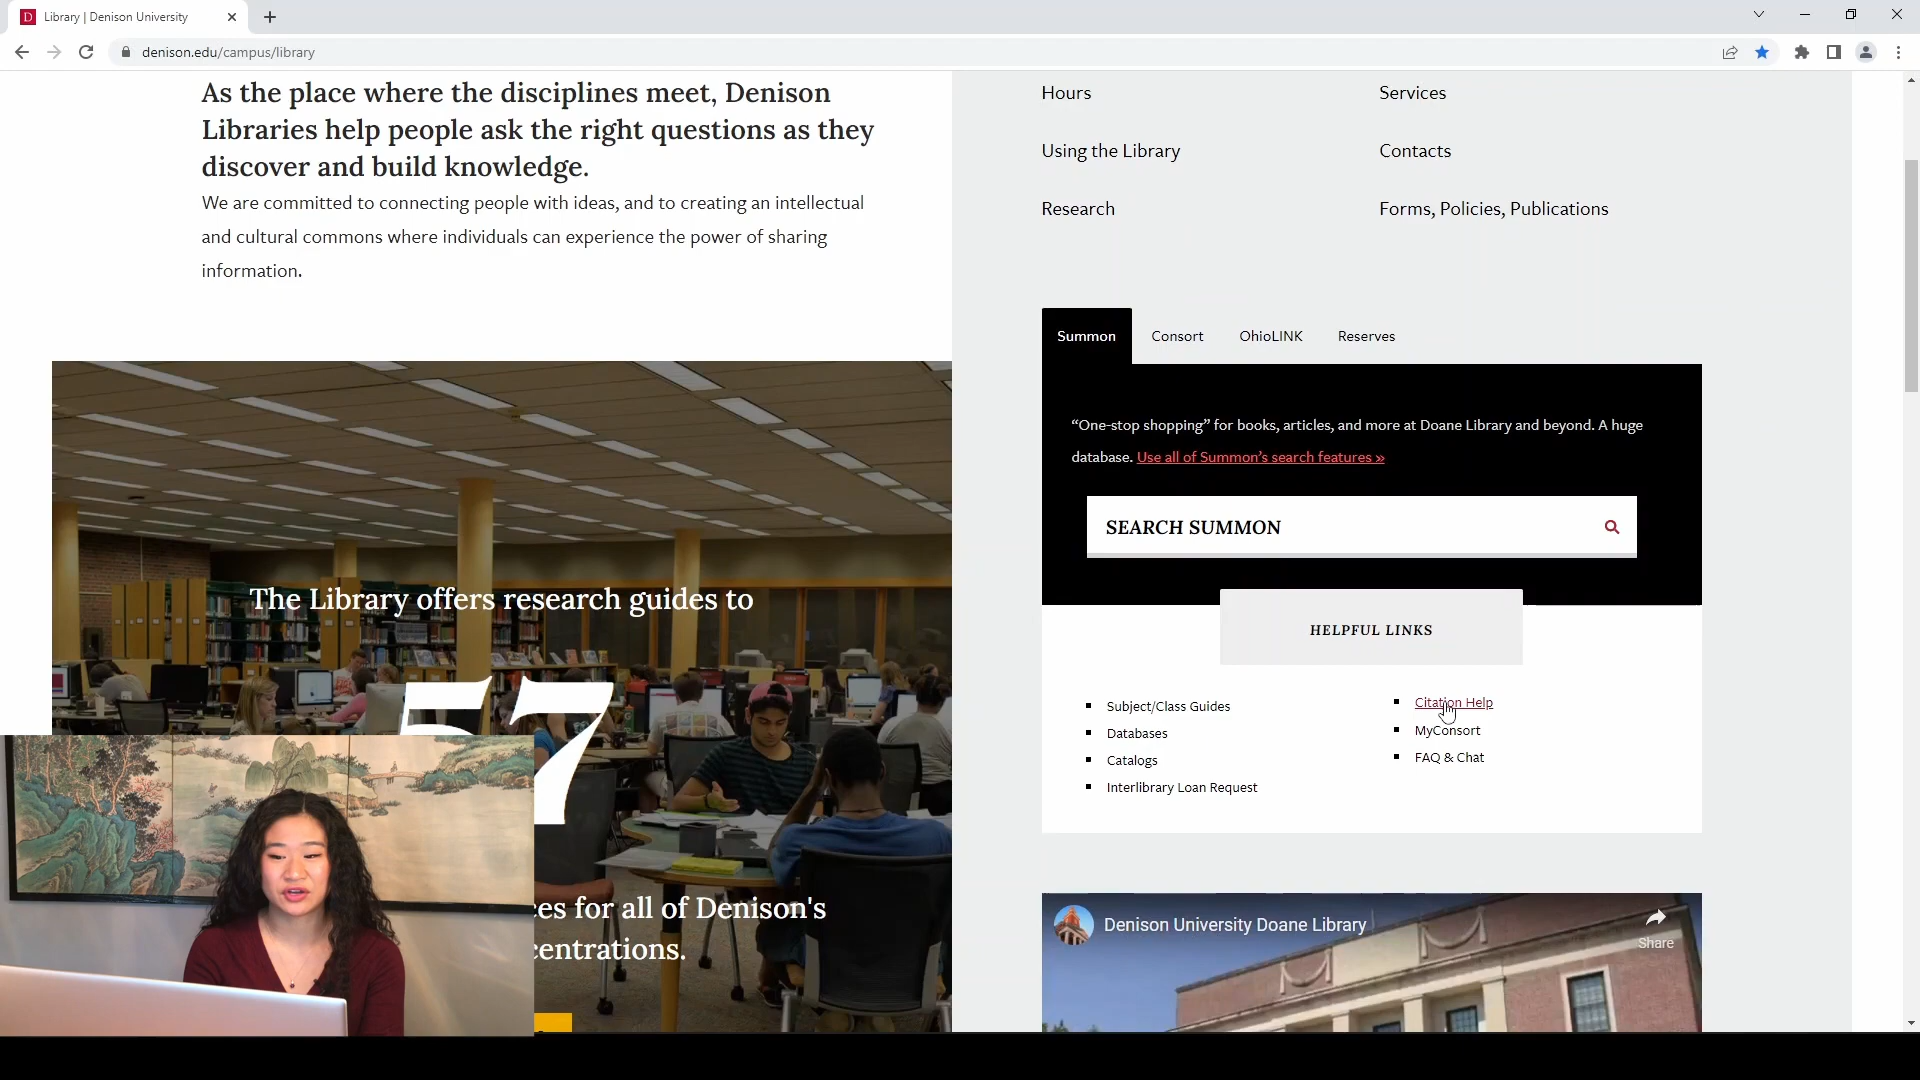 Library | Denison University
denison.edu/campus/library
As the place where the disciplines meet, Denison
Libraries help people ask the right questions as they
discover and build knowledge.
We are committed to connecting people with ideas, and to creating an intellectual
and cultural commons where individuals can experience the power of sharing
information.
The Library offers research guides to
57
ces for all of Denison's
centrations.
Hours
Services
Using the Library
Contacts
Research
Forms, Policies, Publications
Summon
Consort
OhioLINK
Reserves
“One-stop shopping” for books, articles, and more at Doane Library and beyond. A huge
database. Use all of Summon’s search features »
SEARCH SUMMON
HELPFUL LINKS
Subject/Class Guides
Databases
Catalogs
Interlibrary Loan Request
Citation Help
MyConsort
FAQ & Chat
Denison University Doane Library
Share